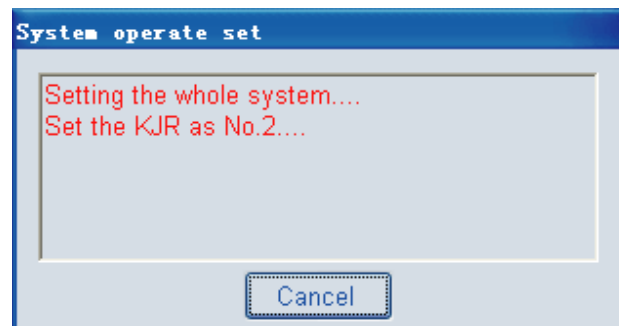 System operate set
Setting the whole system....
Set the KJR as No.2....
Cancel